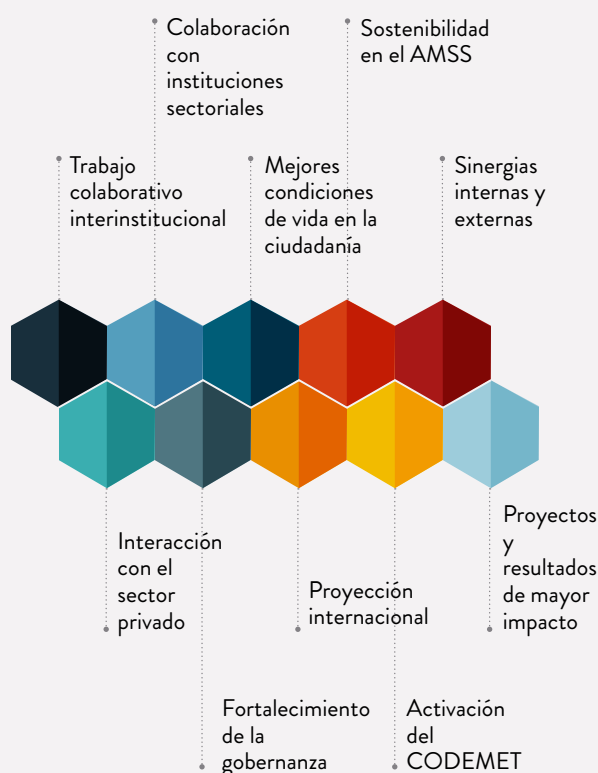 Colaboración
con
instituciones
sectoriales
Sostenibilidad
en el AMSS
Trabajo
colaborativo
interinstitucional
Mejores
condiciones
de vida en la
ciudadanía
Sinergias
internas y
externas
Interacción
con el
sector
privado
Proyección
internacional
Proyectos
y
resultados
de mayor
impacto
Fortalecimiento
de la
gobernanza
Activación
del
CODEMET